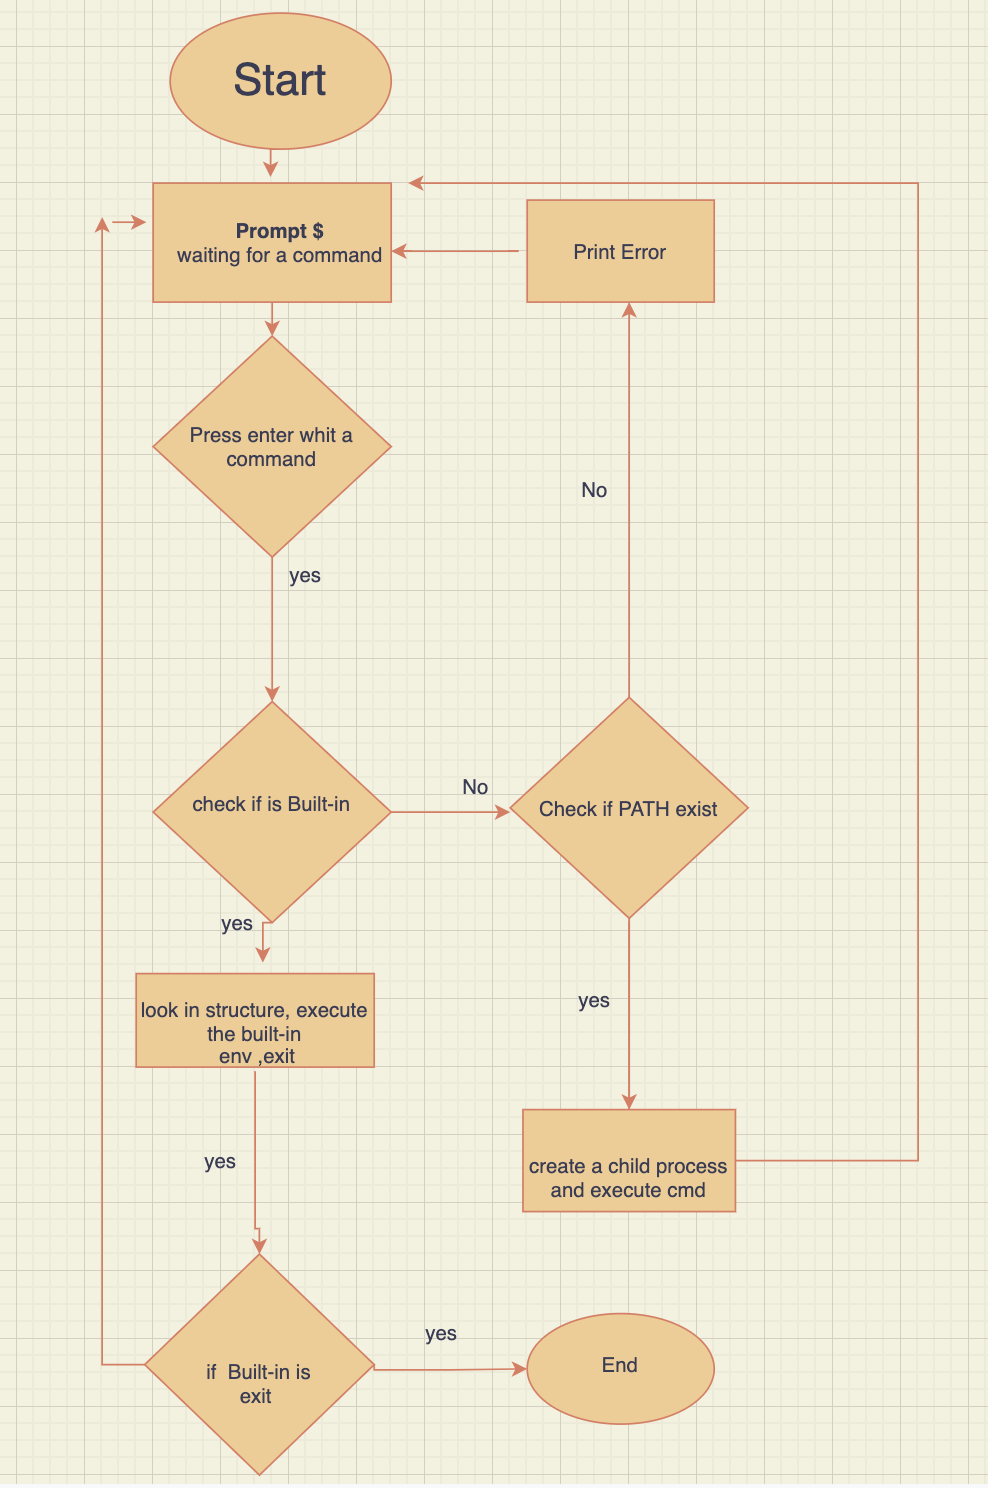 Start
Prompt $
waiting for a command
Print Error
Press enter whit a
command
No
yes
check if is Built-in
No
Check if PATH exist
yes
look in structure, execute
the built-in
env ,exit
yes
yes
create a child process
and execute cmd
yes
if  Built-in is
exit
End